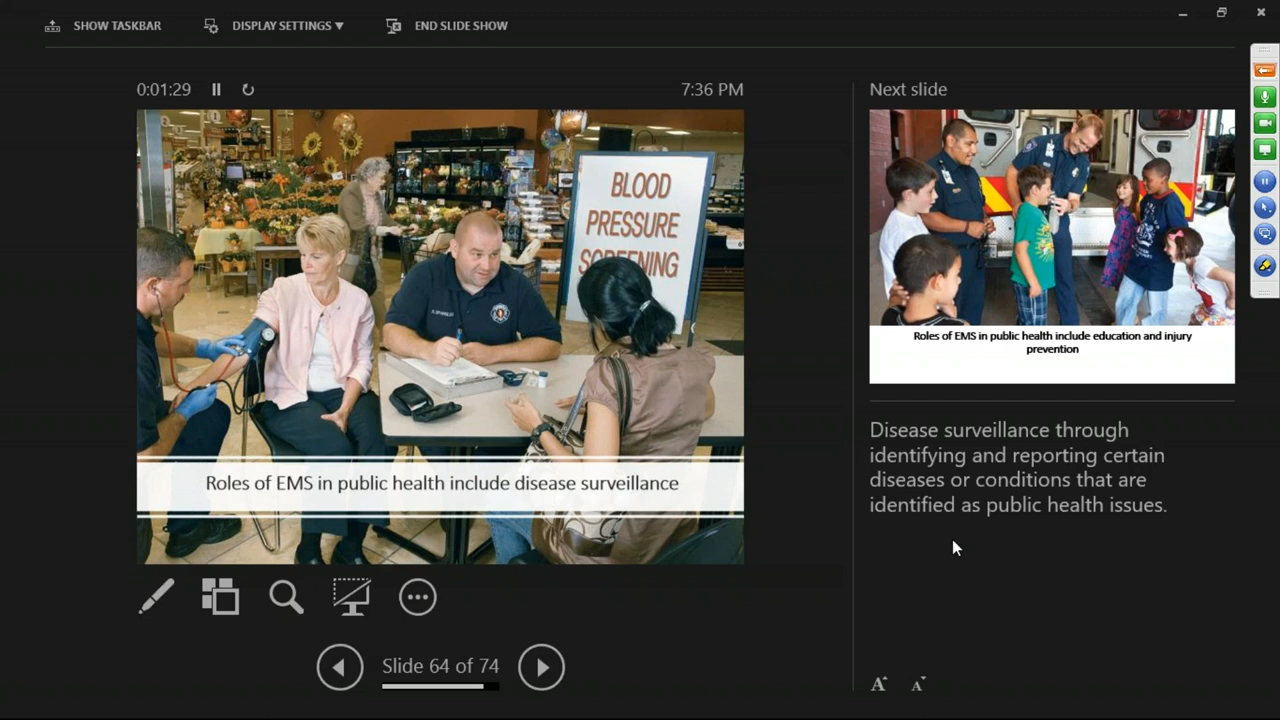 SHOW TASKBAR
DISPLAY SETTINGS
END SLIDE SHOW
0:01:29
7:36 PM
BLOOD
PRESSURE
SCREENING
Roles of EMS in public health include disease surveillance
Slide 64 of 74
Next slide
Roles of EMS in public health include education and injury
prevention
Disease surveillance through
identifying and reporting certain
diseases or conditions that are
identified as public health issues.
A
A